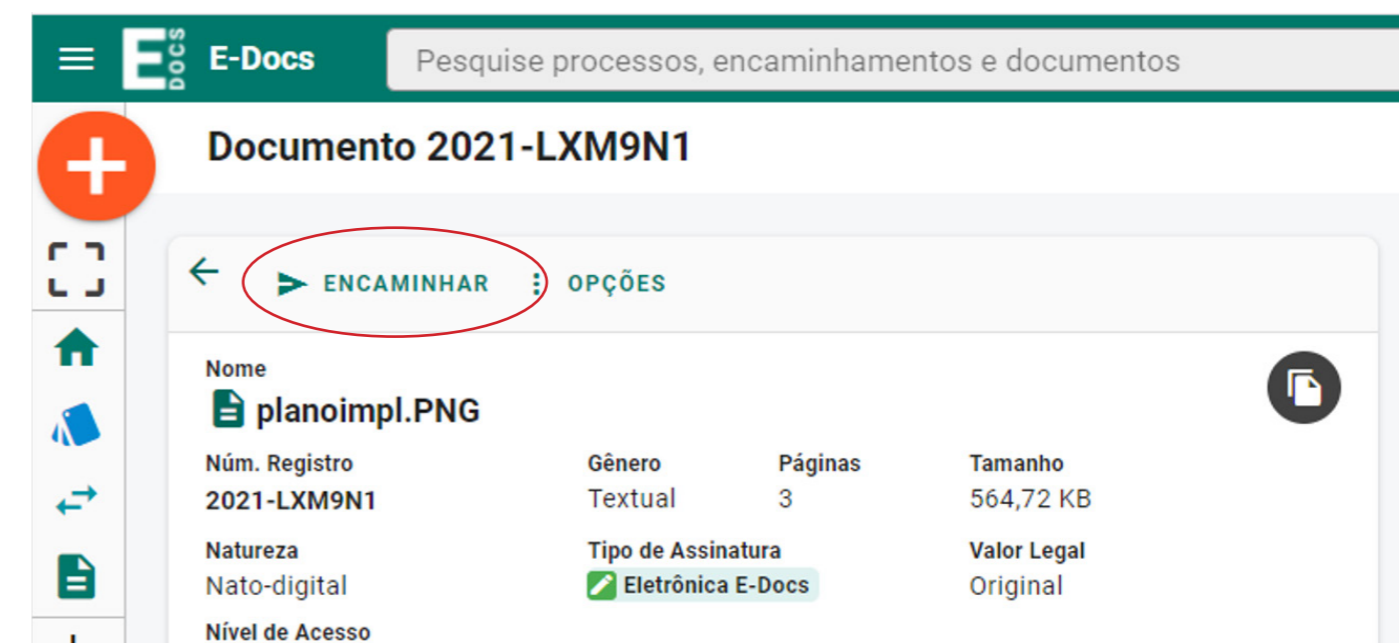 E DOCS E-Docs Pesquise processos, encaminhamentos e documentos
Documento 2021-LXM9N1
ENCAMINHAR OPÇÕES
Nome
planoimpl.PNG
Núm. Registro Gênero Páginas Tamanho
2021-LXM9N1 Textual 3 564,72 KB
Natureza Tipo de Assinatura Valor Legal
Nato-digital Eletrônica E-Docs Original
Nível de Acesso